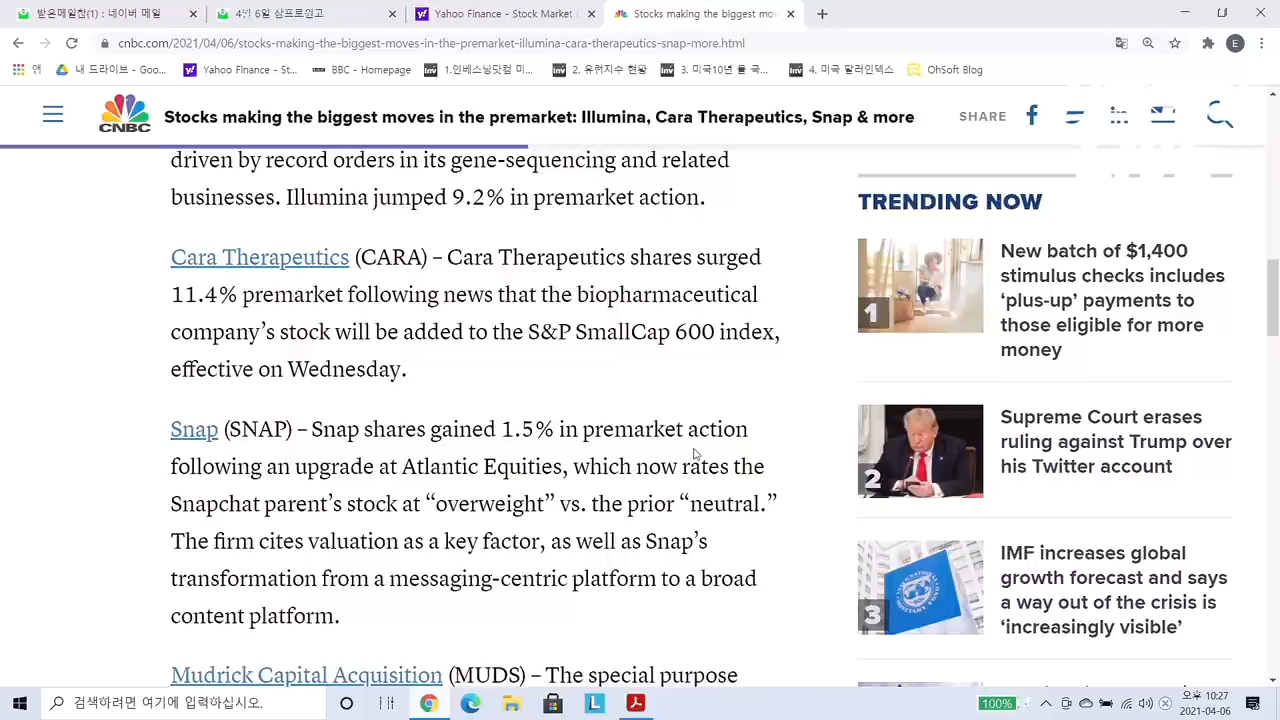 받은메일함(1) : 네이버 메일
4월 6일 삼프로원고
Yahoo Finance - Stock Market
Stocks making the biggest mov
cnbc.com/2021/04/06/stocks-making-the-biggest-moves-in-the-premarket-illumina-cara-therapeutics-snap-more.html
E
앱
내 드라이브 - Goo...
Yahoo FInance - St...
BBC - Homepage
1.인베스닝닷컴 미...
2. 유뤼지수 현황
3. 미국10년 뮬 국...
4. 미국 달러인덱스
OhSoft Blog
CNBC
Stocks making the biggest moves in the premarket: Illumina, Cara Therapeutics, Snap & more
SHARE
driven by record orders in its gene-sequencing and related
businesses. Illumina jumped 9.2% in premarket action.
Cara Therapeutics (CARA) – Cara Therapeutics shares surged
11.4% premarket following news that the biopharmaceutical
company’s stock will be added to the S&P SmallCap 600 index,
effective on Wednesday.
Snap (SNAP) – Snap shares gained 1.5% in premarket action
following an upgrade at Atlantic Equities, which now rates the
Snapchat parent’s stock at “overweight” vs. the prior “neutral.”
The firm cites valuation as a key factor, as well as Snap’s
transformation from a messaging-centric platform to a broad
content platform.
Mudrick Capital Acquisition (MUDS) – The special purpose
TRENDING NOW
1
New batch of $1,400
stimulus checks includes
‘plus-up’ payments to
those eligible for more
money
2
Supreme Court erases
ruling against Trump over
his Twitter account
3
IMF increases global
growth forecast and says
a way out of the crisis is
‘increasingly visible’
검색하려면 여기에 입력하십시오.
L
100%
오후 10:27
2021-04-06